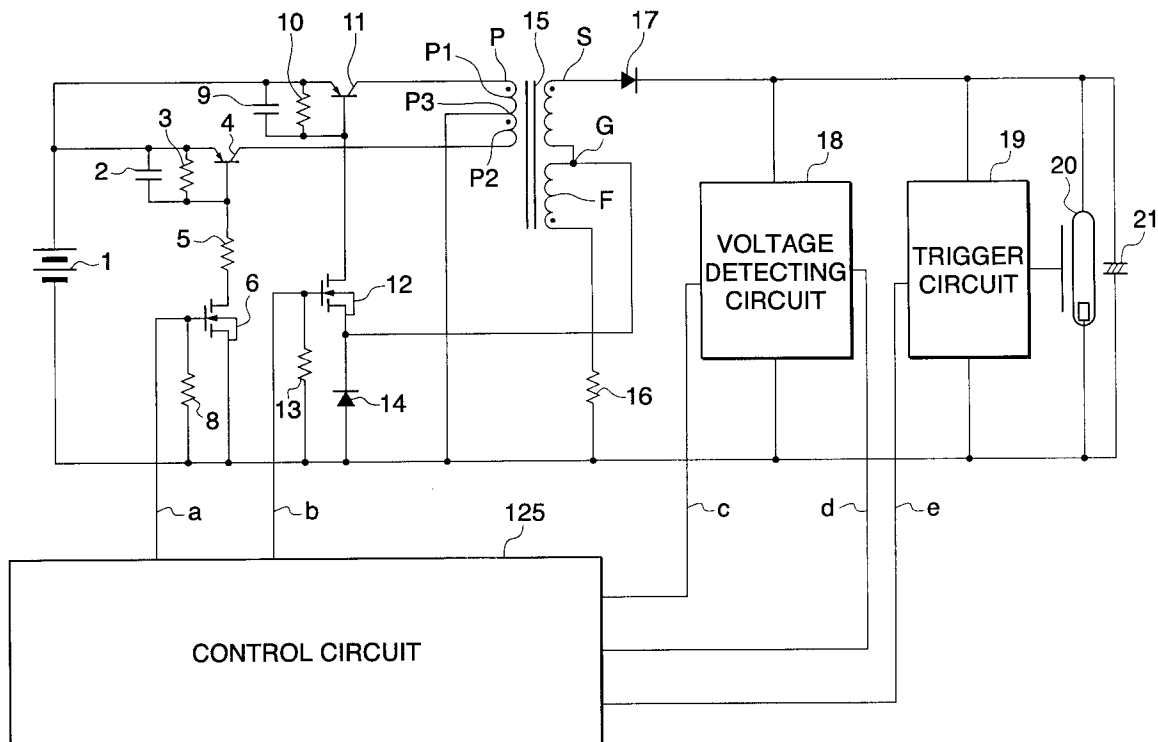 10
11
P
15
S
17
P1
9
P3
3
4
P2
G
18
19
2
20
F
5
21
VOLTAGE
DETECTING
CIRCUIT
TRIGGER
CIRCUIT
1
6
12
8
13
14
16
a
b
c
d
e
125
CONTROL CIRCUIT